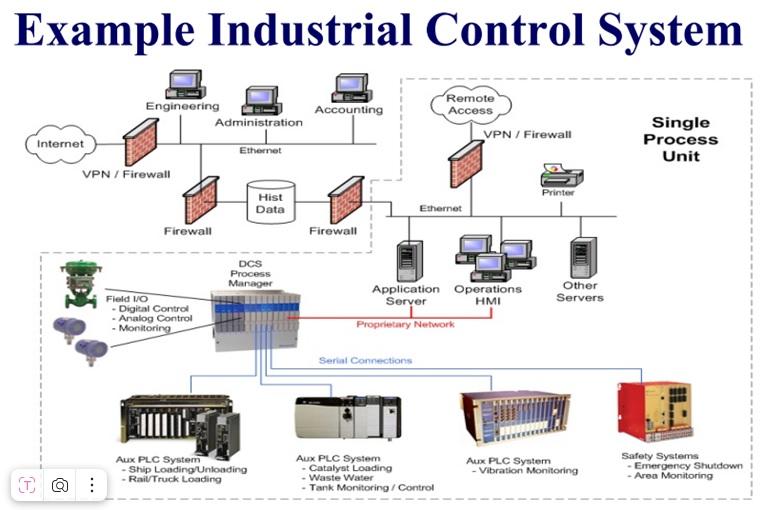 Example Industrial Control System
Engineering
Administration
Accounting
Internet
VPN / Firewall
Ethernet
Firewall
Hist
Data
Firewall
Remote
Access
VPN / Firewall
Single
Process
Unit
Printer
Ethernet
Application
Server
Operations
HMI
Other
Servers
DCS
Process
Manager
Field I/O
- Digital Control
- Analog Control
- Monitoring
Proprietary Network
Serial Connections
Aux PLC System
- Ship Loading/Unloading
- Rail/Truck Loading
Aux PLC System
- Catalyst Loading
- Waste Water
- Tank Monitoring / Control
Aux PLC System
- Vibration Monitoring
Safety Systems
- Emergency Shutdown
- Area Monitoring